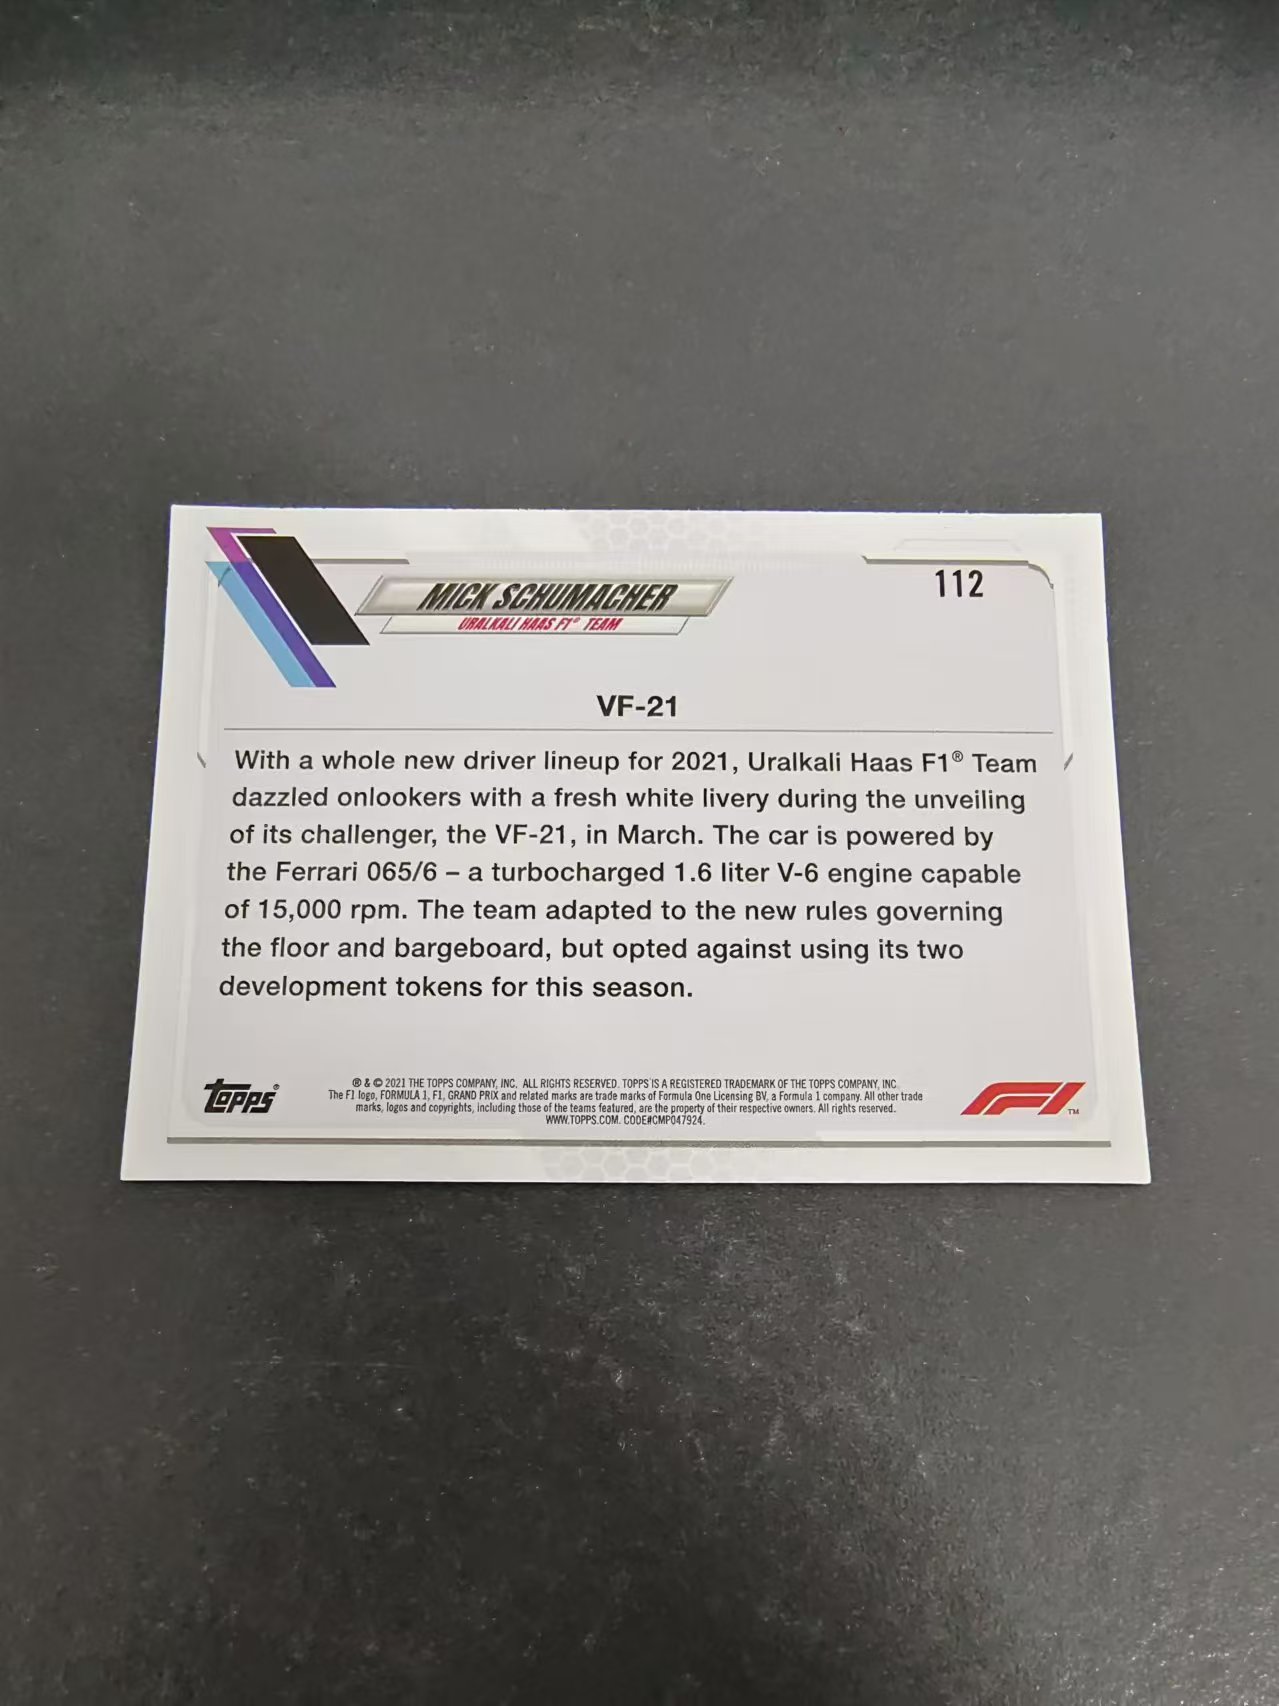 MICK SCHUMACHER
URALKALI HAAS F1® TEAM
112
VF-21
With a whole new driver lineup for 2021, Uralkali Haas F1® Team
dazzled onlookers with a fresh white livery during the unveiling
of its challenger, the VF-21, in March. The car is powered by
the Ferrari 065/6 – a turbocharged 1.6 liter V-6 engine capable
of 15,000 rpm. The team adapted to the new rules governing
the floor and bargeboard, but opted against using its two
development tokens for this season.
Topps®
® & © 2021 THE TOPPS COMPANY, INC. ALL RIGHTS RESERVED. TOPPS IS A REGISTERED TRADEMARK OF THE TOPPS COMPANY, INC.
The F1 logo, FORMULA 1, F1, GRAND PRIX and related marks are trade marks of Formula One Licensing BV, a Formula 1 company. All other trade
marks, logos and copyrights, including those of the teams featured, are the property of their respective owners. All rights reserved.
WWW.TOPPS.COM. CODE#CMP047924.
F1™